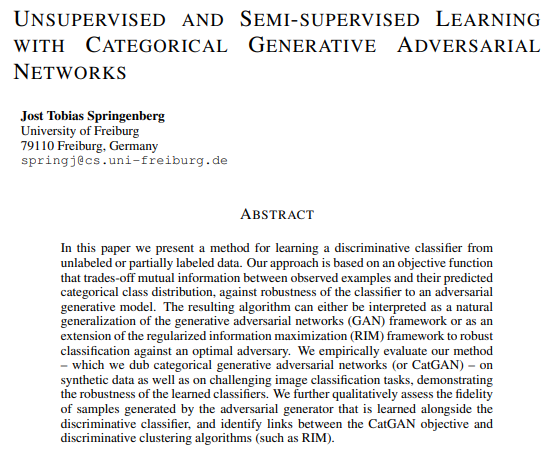 UNSUPERVISED AND SEMI-SUPERVISED LEARNING
WITH CATEGORICAL GENERATIVE ADVERSARIAL
NETWORKS
Jost Tobias Springenberg
University of Freiburg
79110 Freiburg, Germany
springj@cs.uni-freiburg.de
ABSTRACT
In this paper we present a method for learning a discriminative classifier from
unlabeled or partially labeled data. Our approach is based on an objective function
that trades-off mutual information between observed examples and their predicted
categorical class distribution, against robustness of the classifier to an adversarial
generative model. The resulting algorithm can either be interpreted as a natural
generalization of the generative adversarial networks (GAN) framework or as an
extension of the regularized information maximization (RIM) framework to robust
classification against an optimal adversary. We empirically evaluate our method
– which we dub categorical generative adversarial networks (or CatGAN) – on
synthetic data as well as on challenging image classification tasks, demonstrating
the robustness of the learned classifiers. We further qualitatively assess the fidelity
of samples generated by the adversarial generator that is learned alongside the
discriminative classifier, and identify links between the CatGAN objective and
discriminative clustering algorithms (such as RIM).